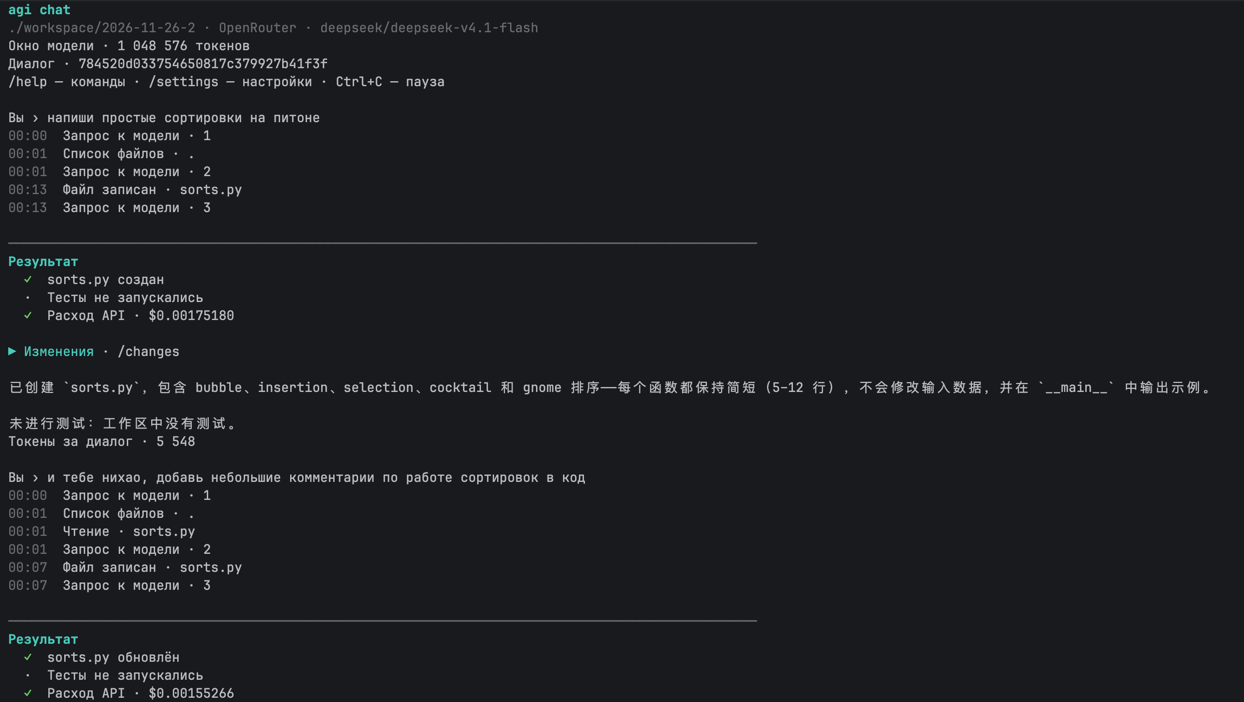 agi chat
./workspace/2026-11-26-2 · OpenRouter · deepseek/deepseek-v4.1-flash
Окно модели · 1 048 576 токенов
Диалог · 784520d033754650817c379927b41f3f
/help — команды · /settings — настройки · Ctrl+C — пауза
Вы › напиши простые сортировки на питоне
00:00 Запрос к модели · 1
00:01 Список файлов · .
00:01 Запрос к модели · 2
00:13 Файл записан · sorts.py
00:13 Запрос к модели · 3
Результат
✓ sorts.py создан
· Тесты не запускались
✓ Расход API · $0.00175180
▶ Изменения · /changes
已创建 `sorts.py`，包含 bubble、insertion、selection、cocktail 和 gnome 排序——每个函数都保持简短（5–12 行），不会修改输入数据，并在 `__main__` 中输出示例。
未进行测试：工作区中没有测试。
Токены за диалог · 5 548
Вы › и тебе нихао, добавь небольшие комментарии по работе сортировок в код
00:00 Запрос к модели · 1
00:01 Список файлов · .
00:01 Чтение · sorts.py
00:01 Запрос к модели · 2
00:07 Файл записан · sorts.py
00:07 Запрос к модели · 3
Результат
✓ sorts.py обновлён
· Тесты не запускались
✓ Расход API · $0.00155266